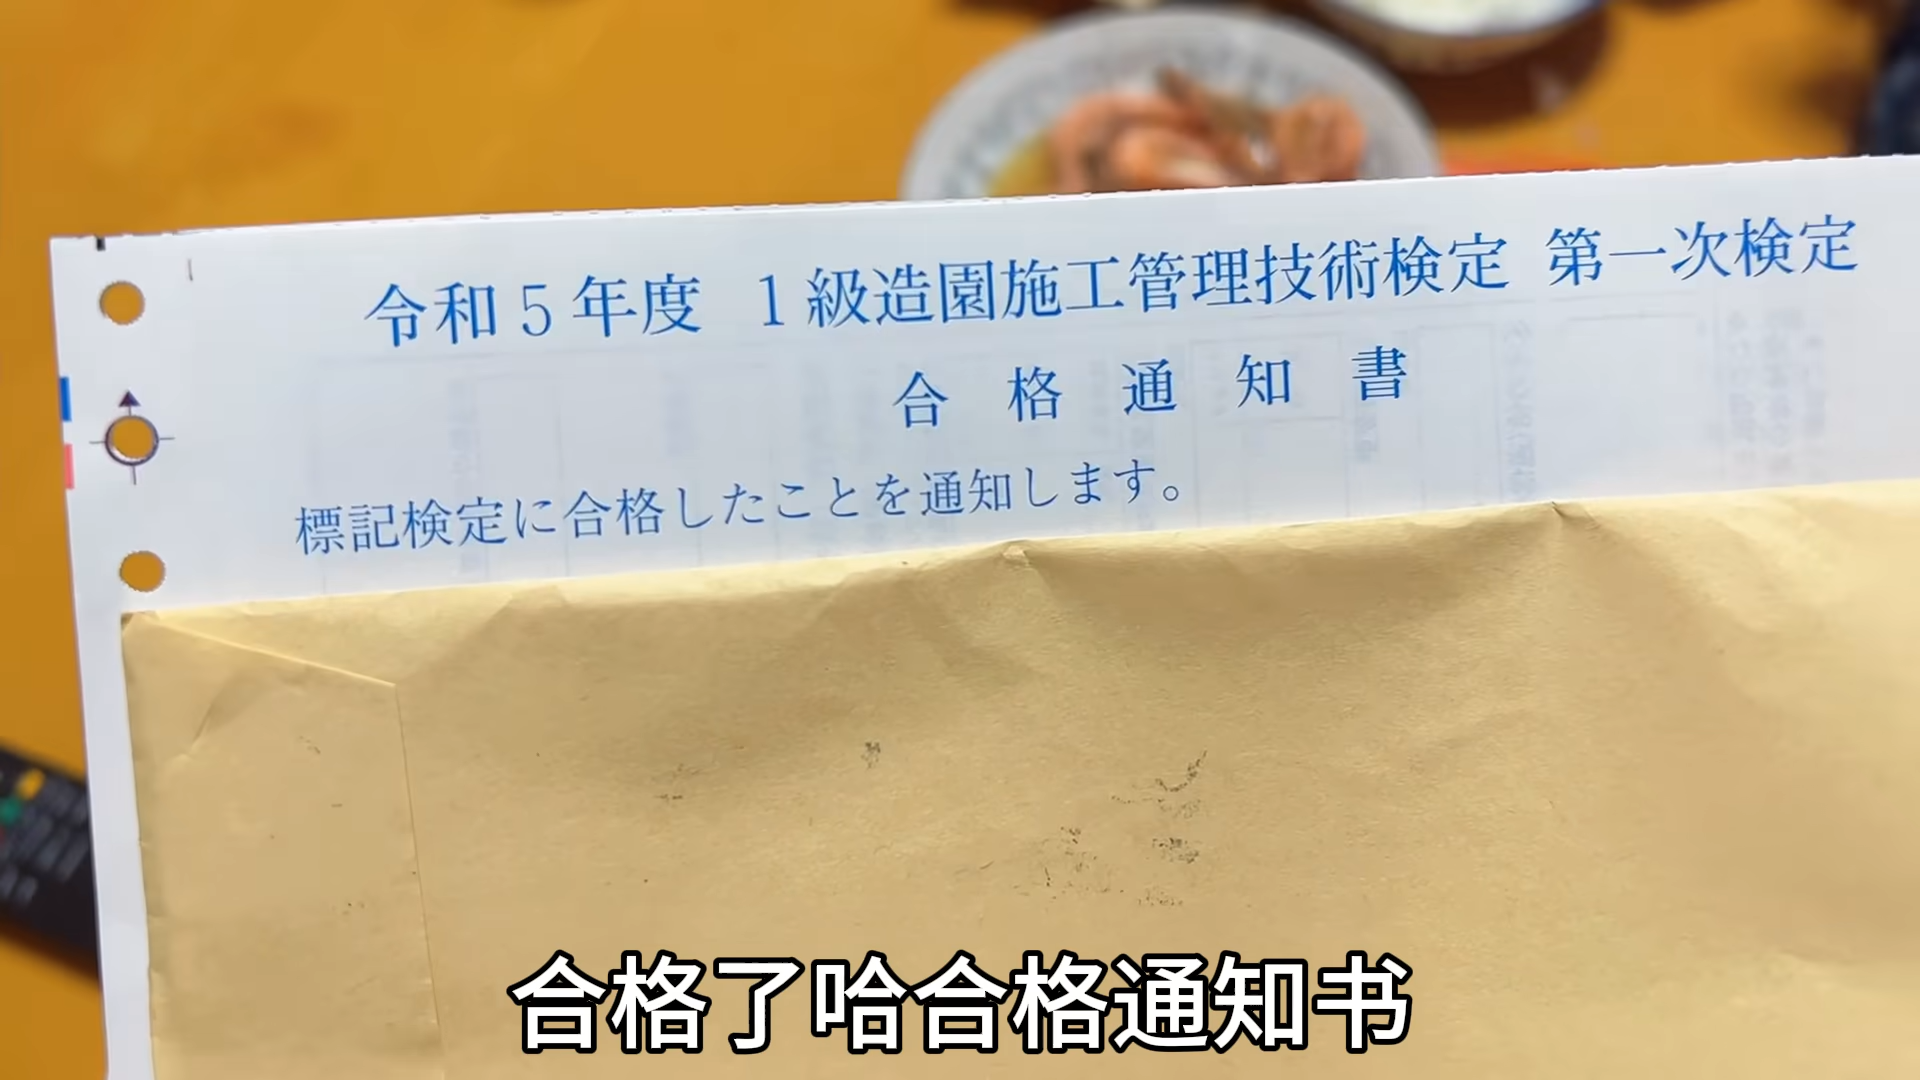 令和5年度 1級造園施工管理技術検定 第一次検定
合格通知書
標記検定に合格したことを通知します。
合格了哈合格通知书